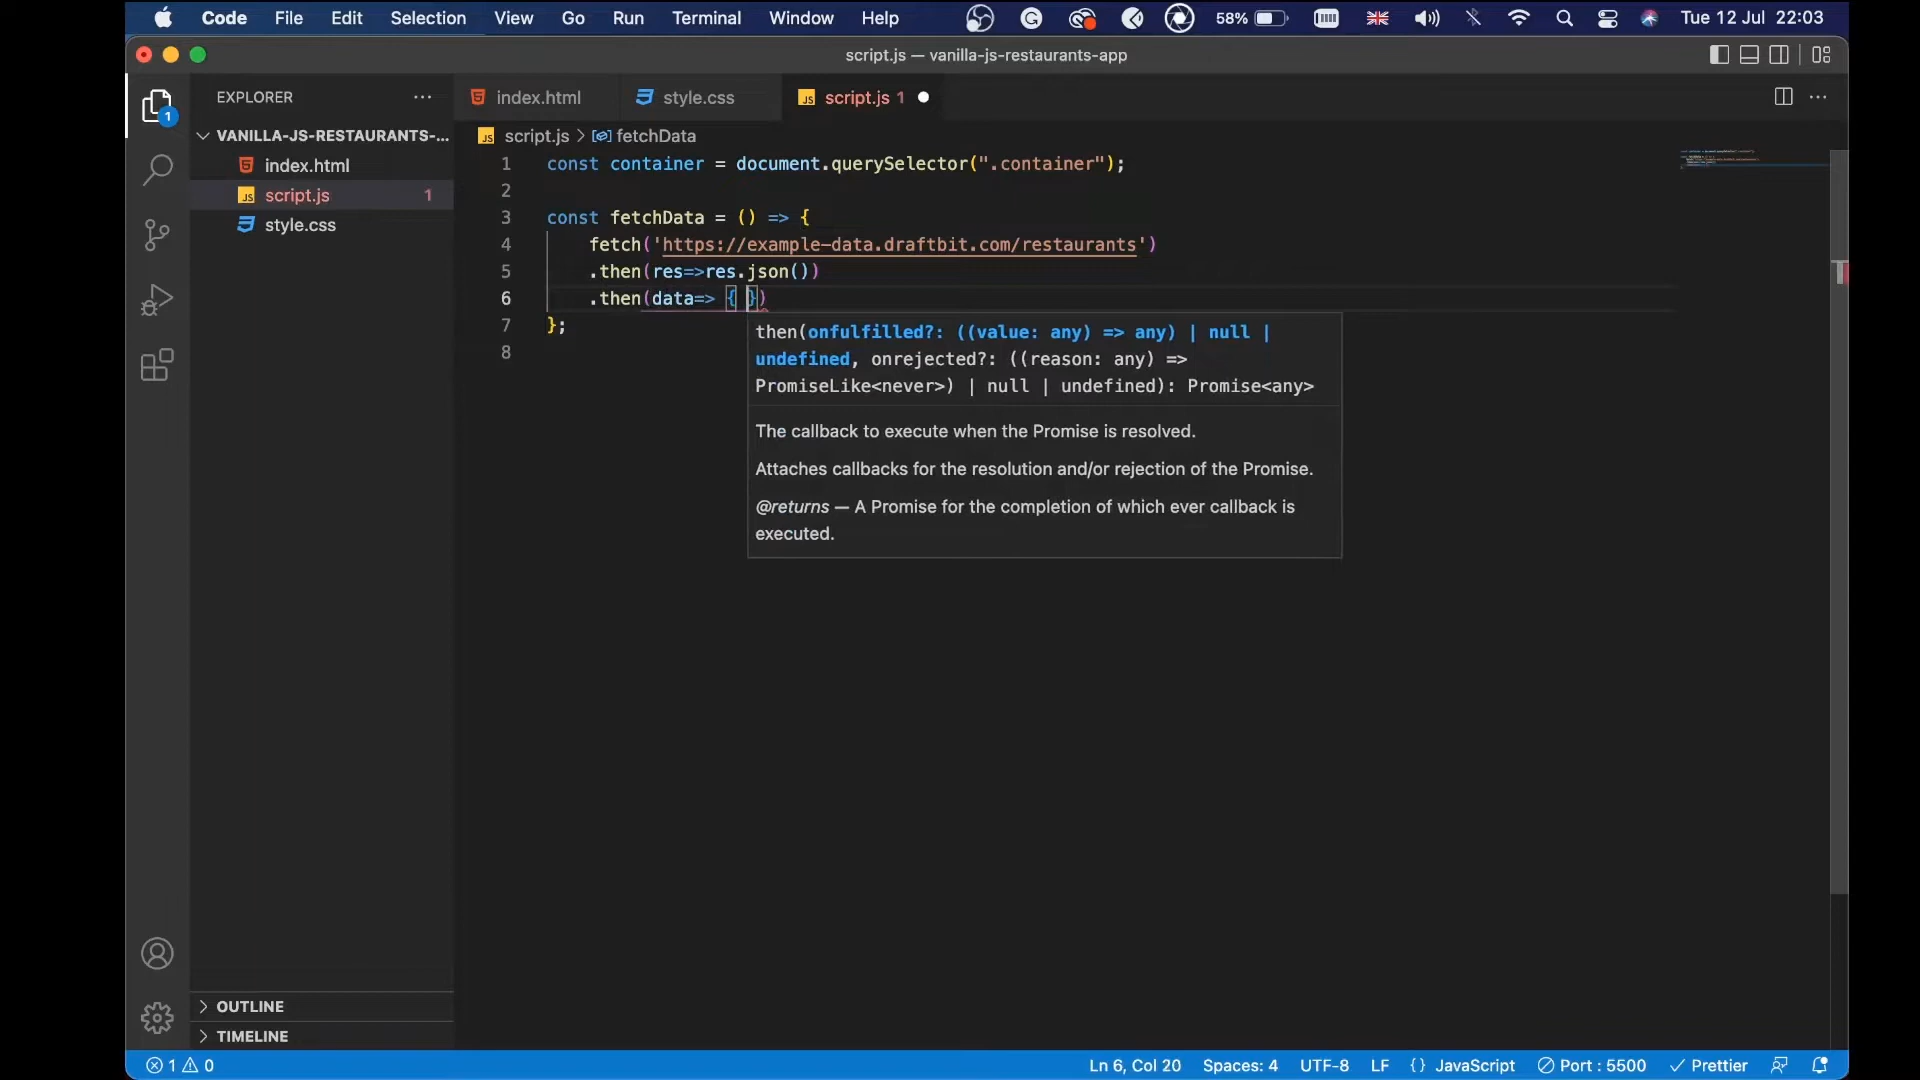 Code File Edit Selection View Go Run Terminal Window Help 58% Tue 12 Jul 22:03
script.js — vanilla-js-restaurants-app
EXPLORER
index.html
style.css
script.js 1
VANILLA-JS-RESTAURANTS-...
script.js > fetchData
index.html
script.js 1
style.css
1
1 const container = document.querySelector(".container");
2
3 const fetchData = () => {
4 fetch('https://example-data.draftbit.com/restaurants')
5 .then(res=>res.json())
6 .then(data=> { })
7 };
8
then(onfulfilled?: ((value: any) => any) | null |
undefined, onrejected?: ((reason: any) =>
PromiseLike<never>) | null | undefined): Promise<any>
The callback to execute when the Promise is resolved.
Attaches callbacks for the resolution and/or rejection of the Promise.
@returns — A Promise for the completion of which ever callback is
executed.
OUTLINE
TIMELINE
1 0 Ln 6, Col 20 Spaces: 4 UTF-8 LF {} JavaScript Port : 5500 Prettier